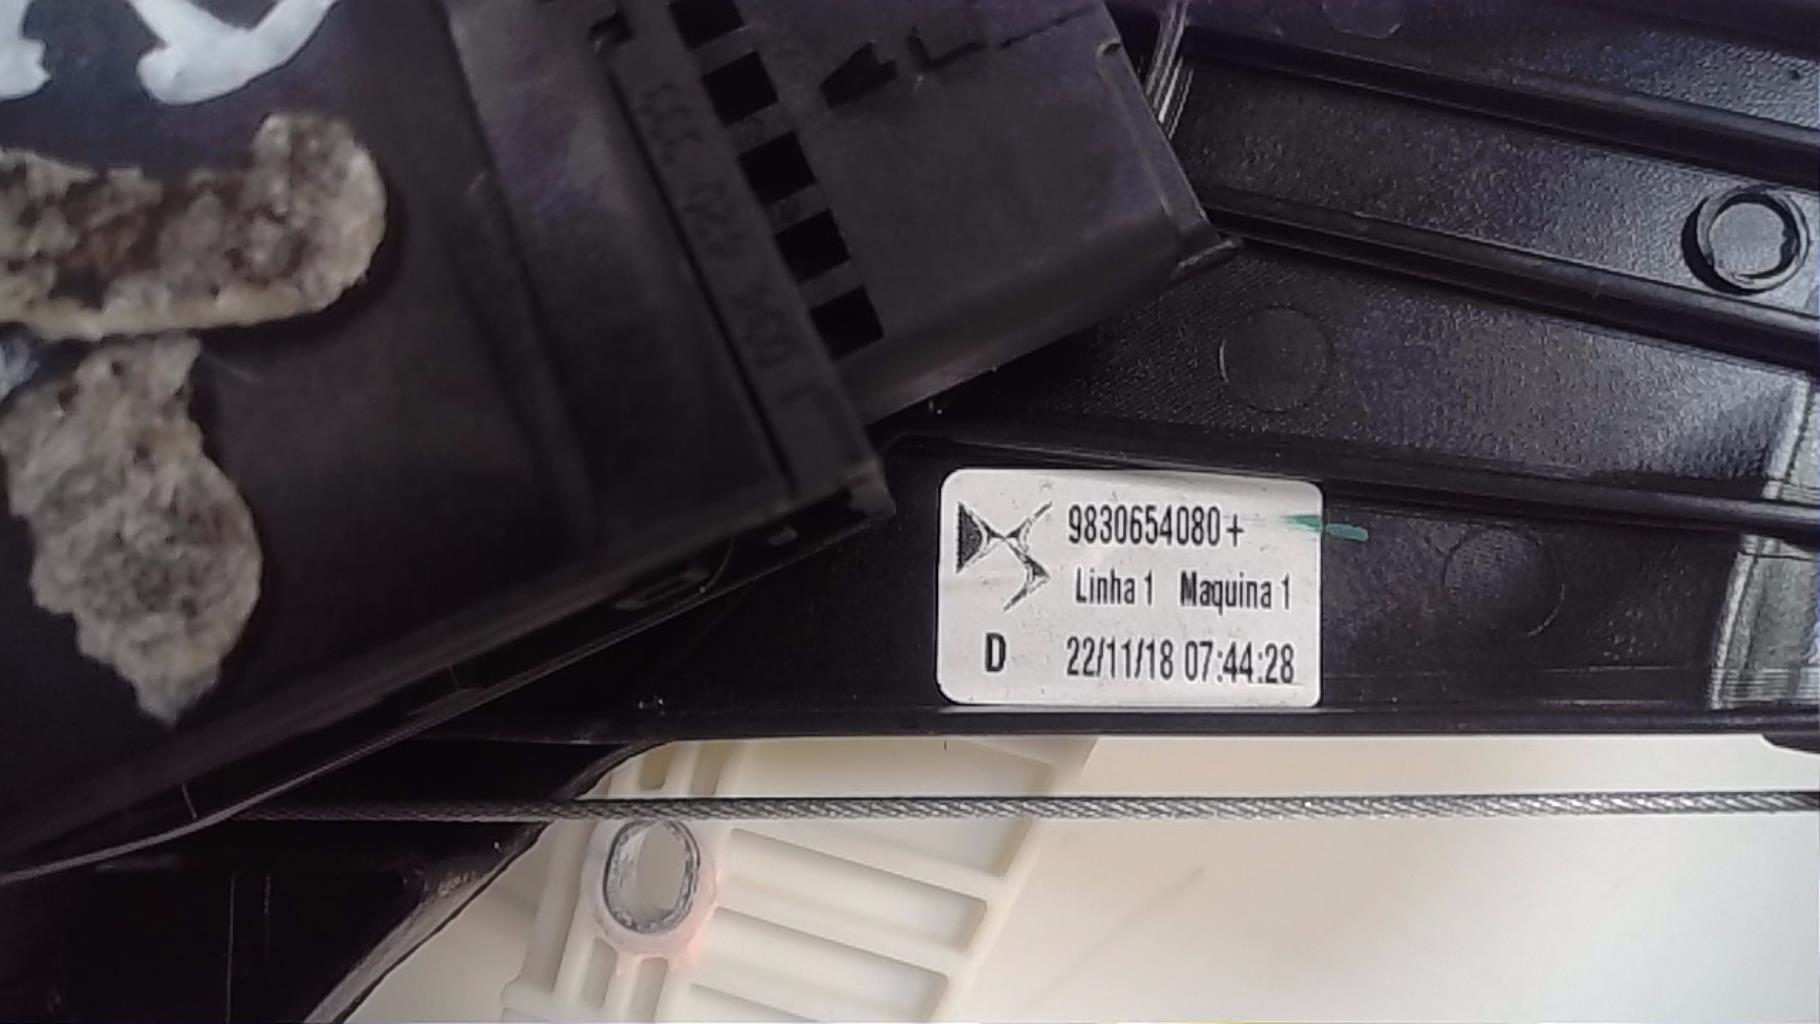 9830654080+
Linha 1 Maquina 1
D 22/11/18 07:44:28